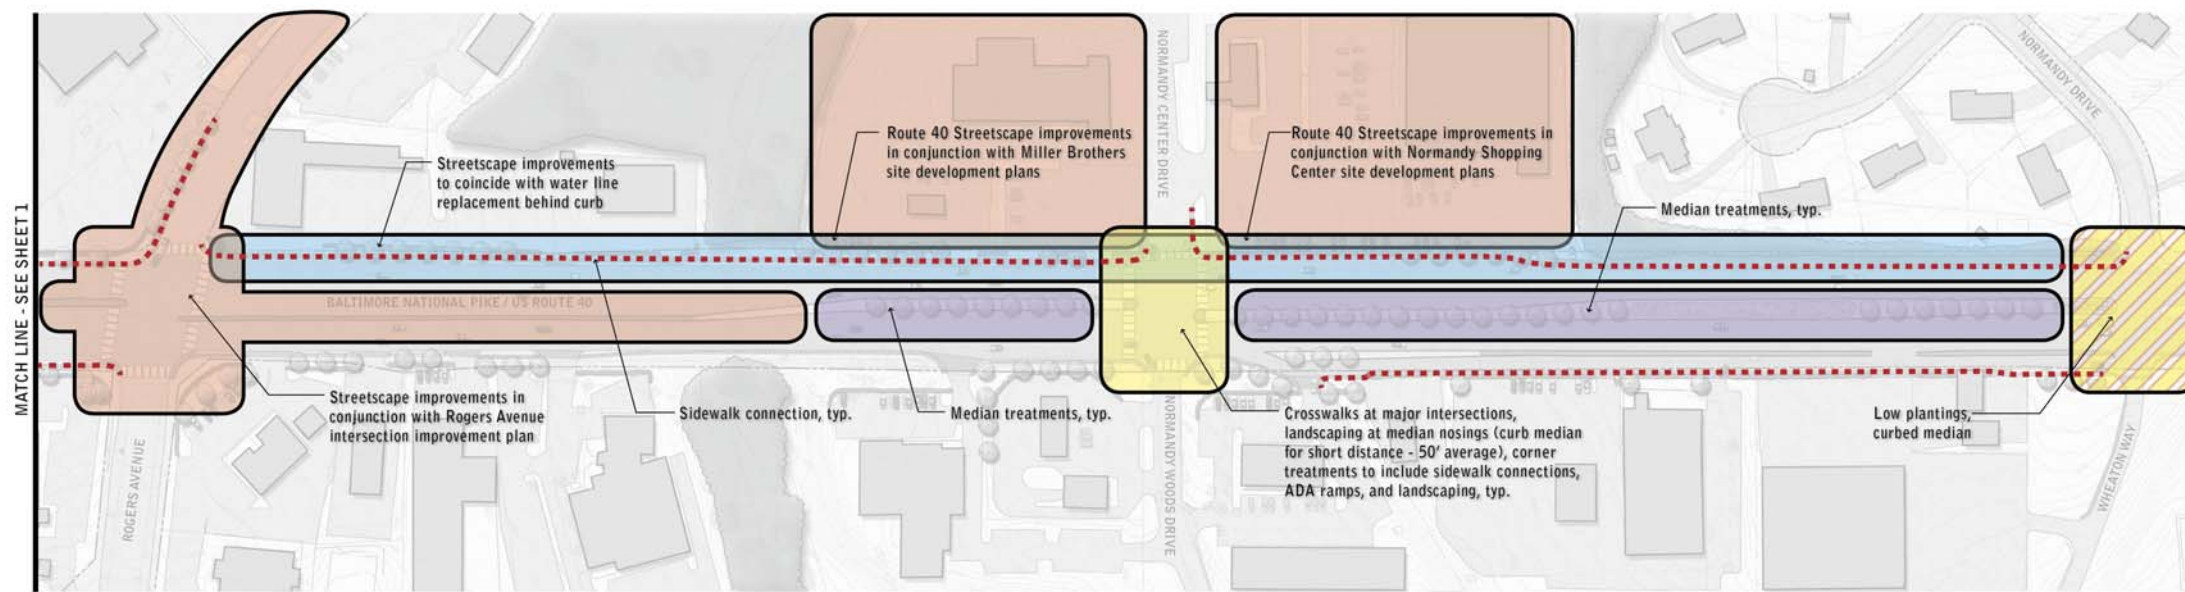 MATCH LINE - SEE SHEET 1
Streetscape improvements
to coincide with water line
replacement behind curb
Route 40 Streetscape improvements
in conjunction with Miller Brothers
site development plans
NORMANDY CENTER DRIVE
Route 40 Streetscape improvements in
conjunction with Normandy Shopping
Center site development plans
Median treatments, typ.
NORMANDY DRIVE
BALTIMORE NATIONAL PIKE / US ROUTE 40
Streetscape improvements in
conjunction with Rogers Avenue
intersection improvement plan
ROGERS AVENUE
Sidewalk connection, typ.
Median treatments, typ.
NORMANDY WOODS DRIVE
Crosswalks at major intersections,
landscaping at median nosings (curb median
for short distance - 50' average), corner
treatments to include sidewalk connections,
ADA ramps, and landscaping, typ.
Low plantings,
curbed median
WHEATON WAY